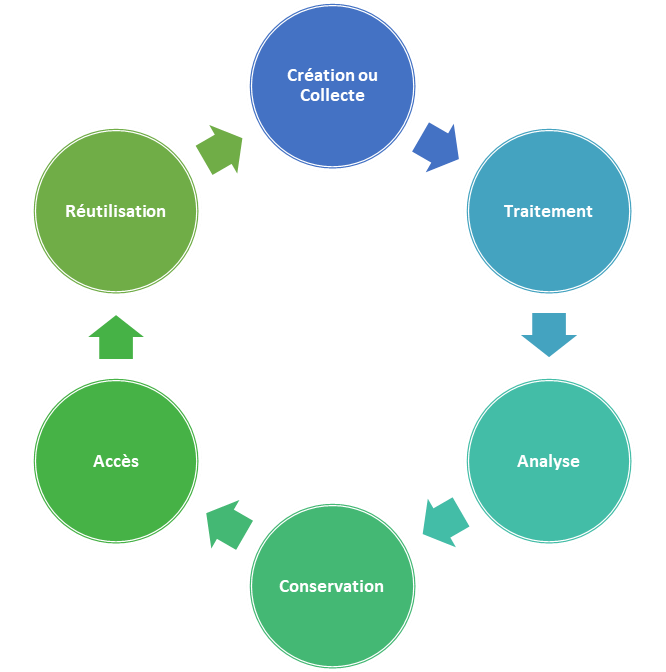 Création ou
Collecte
Traitement
Analyse
Conservation
Accès
Réutilisation